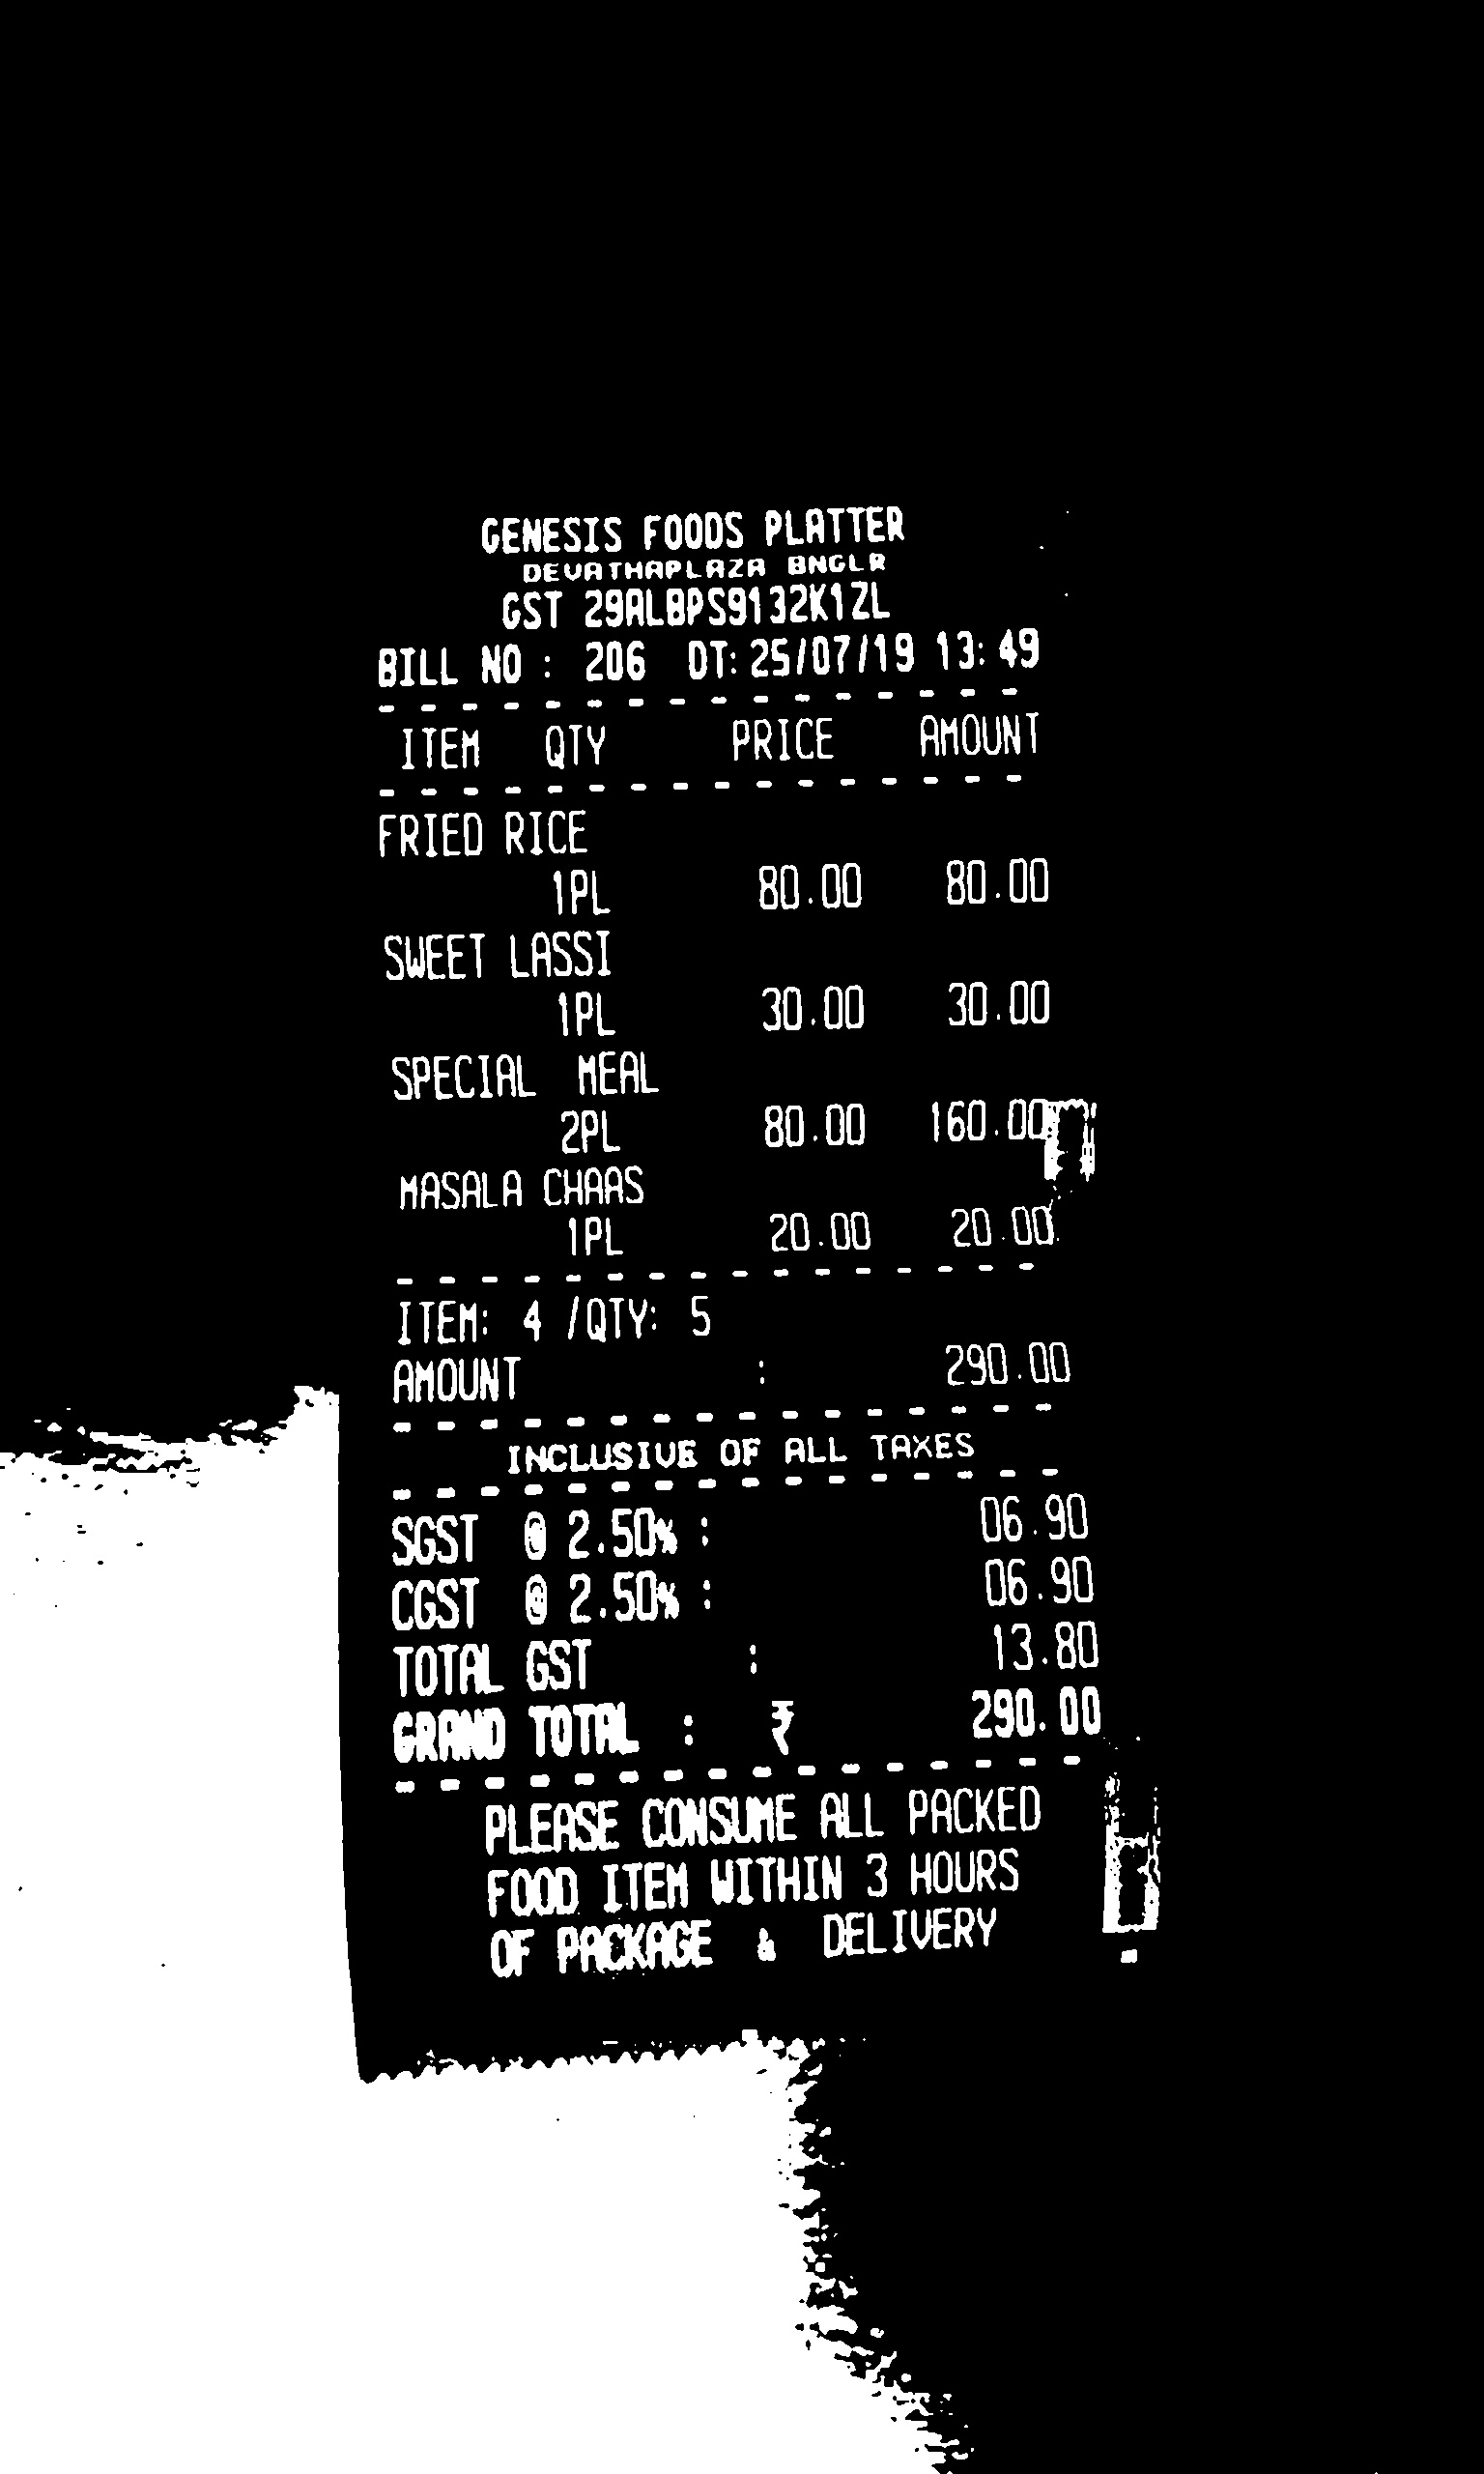 GENESIS FOODS PLATTER
DEVATHAPLAZA BNGLR
GST 29ALBPS9132K1ZL
BILL NO : 206 DT:25/07/19 13:49
ITEM QTY PRICE AMOUNT
FRIED RICE
1PL 80.00 80.00
SWEET LASSI
1PL 30.00 30.00
SPECIAL MEAL
2PL 80.00 160.00
MASALA CHAAS
1PL 20.00 20.00
ITEM: 4 /QTY: 5
AMOUNT : 290.00
INCLUSIVE OF ALL TAXES
SGST @ 2.50% : 06.90
CGST @ 2.50% : 06.90
TOTAL GST : 13.80
GRAND TOTAL : ₹ 290.00
PLEASE CONSUME ALL PACKED
FOOD ITEM WITHIN 3 HOURS
OF PACKAGE & DELIVERY